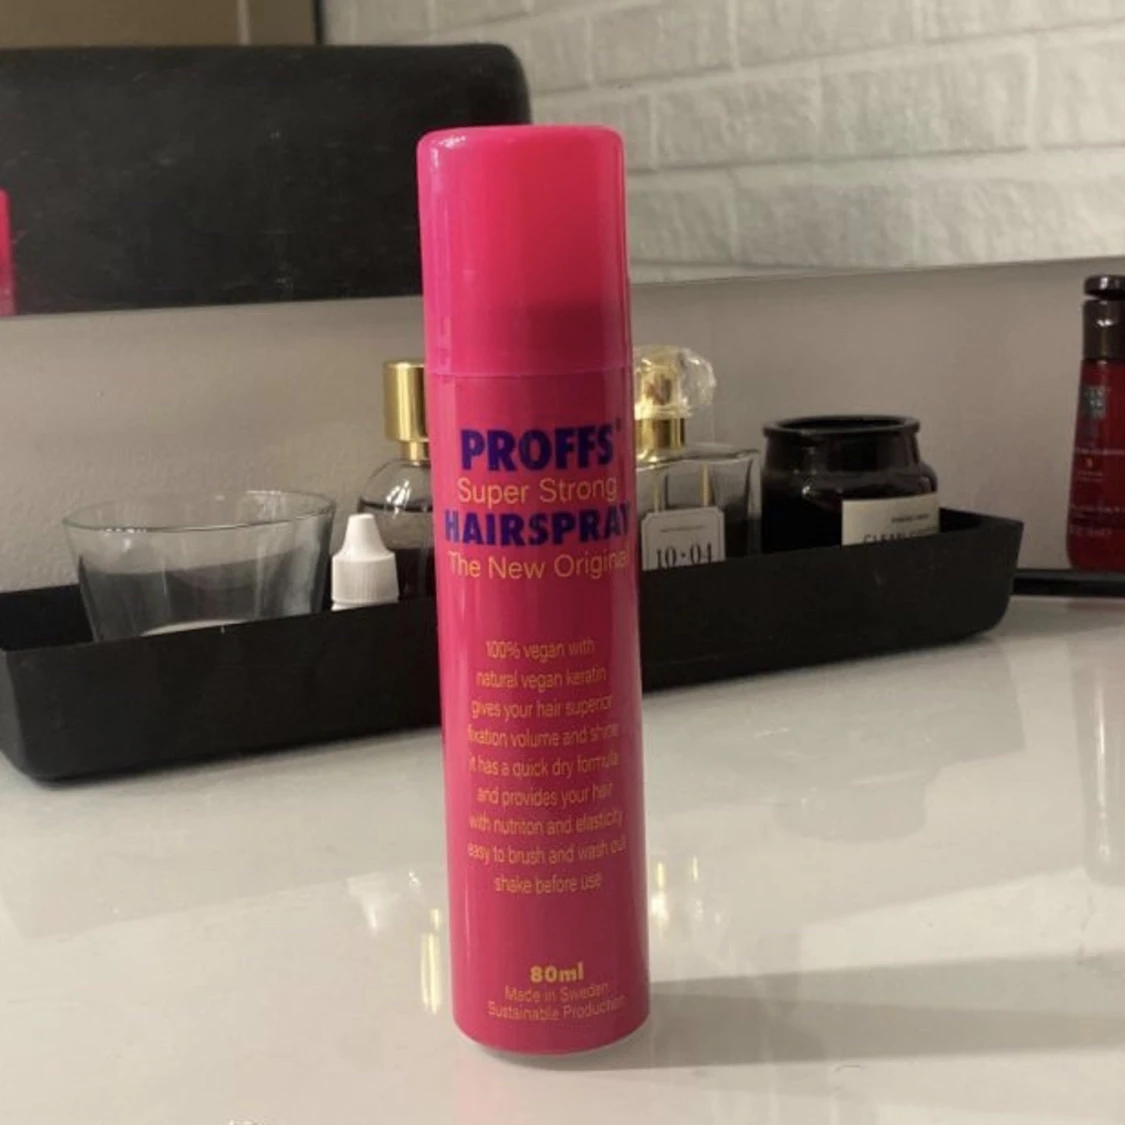 PROFFS®
Super Strong
HAIRSPRAY
The New Original
100% vegan with
natural vegan keratin
gives your hair superior
fixation volume and shine
it has a quick dry formula
and provides your hair
with nutrition and elasticity
easy to brush and wash out
shake before use
80ml
Made in Sweden
Sustainable Production
10·04